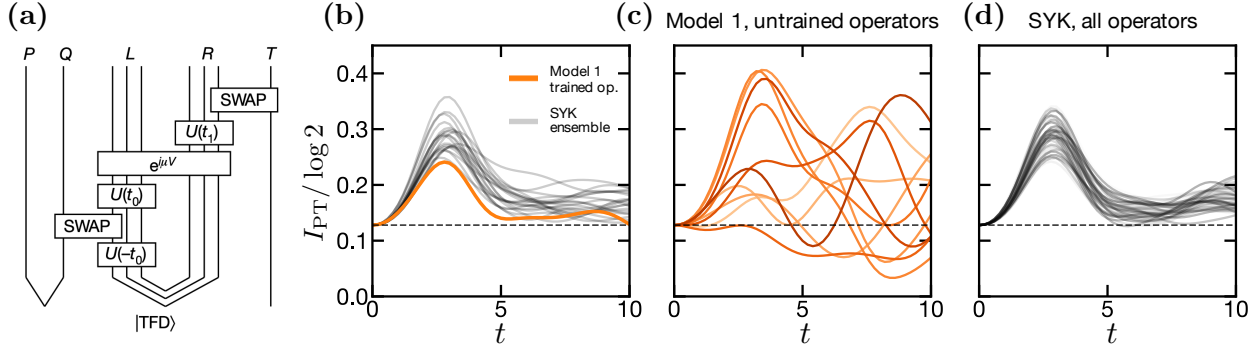 (a)
P Q L R T
SWAP
U(t₁)
e^{iμV}
U(t₀)
SWAP
U(−t₀)
|TFD⟩
(b)
I_PT / log 2
0.4
0.3
0.2
0.1
0.0
0 5 10
t
Model 1
trained op.
SYK
ensemble
(c) Model 1, untrained operators
0 5 10
t
(d) SYK, all operators
0 5 10
t